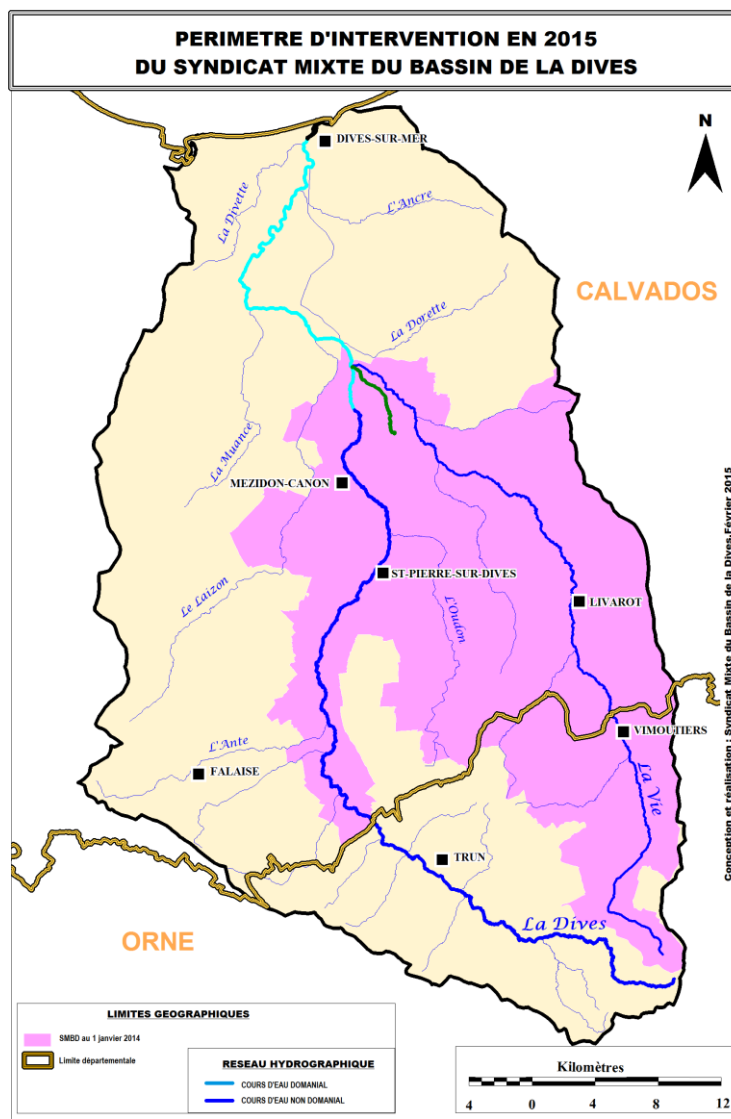 PERIMETRE D'INTERVENTION EN 2015
DU SYNDICAT MIXTE DU BASSIN DE LA DIVES
N
DIVES-SUR-MER
La Divette
L'Ancre
CALVADOS
La Dorette
La Muance
MEZIDON-CANON
ST-PIERRE-SUR-DIVES
Le Laizon
L'Oudon
LIVAROT
VIMOUTIERS
L'Ante
FALAISE
La Vie
TRUN
La Dives
ORNE
Conception et réalisation : Syndicat Mixte du Bassin de la Dives.Février 2015
LIMITES GEOGRAPHIQUES
SMBD au 1 janvier 2014
Limite départementale
RESEAU HYDROGRAPHIQUE
COURS D'EAU DOMANIAL
COURS D'EAU NON DOMANIAL
Kilomètres
4 0 4 8 12